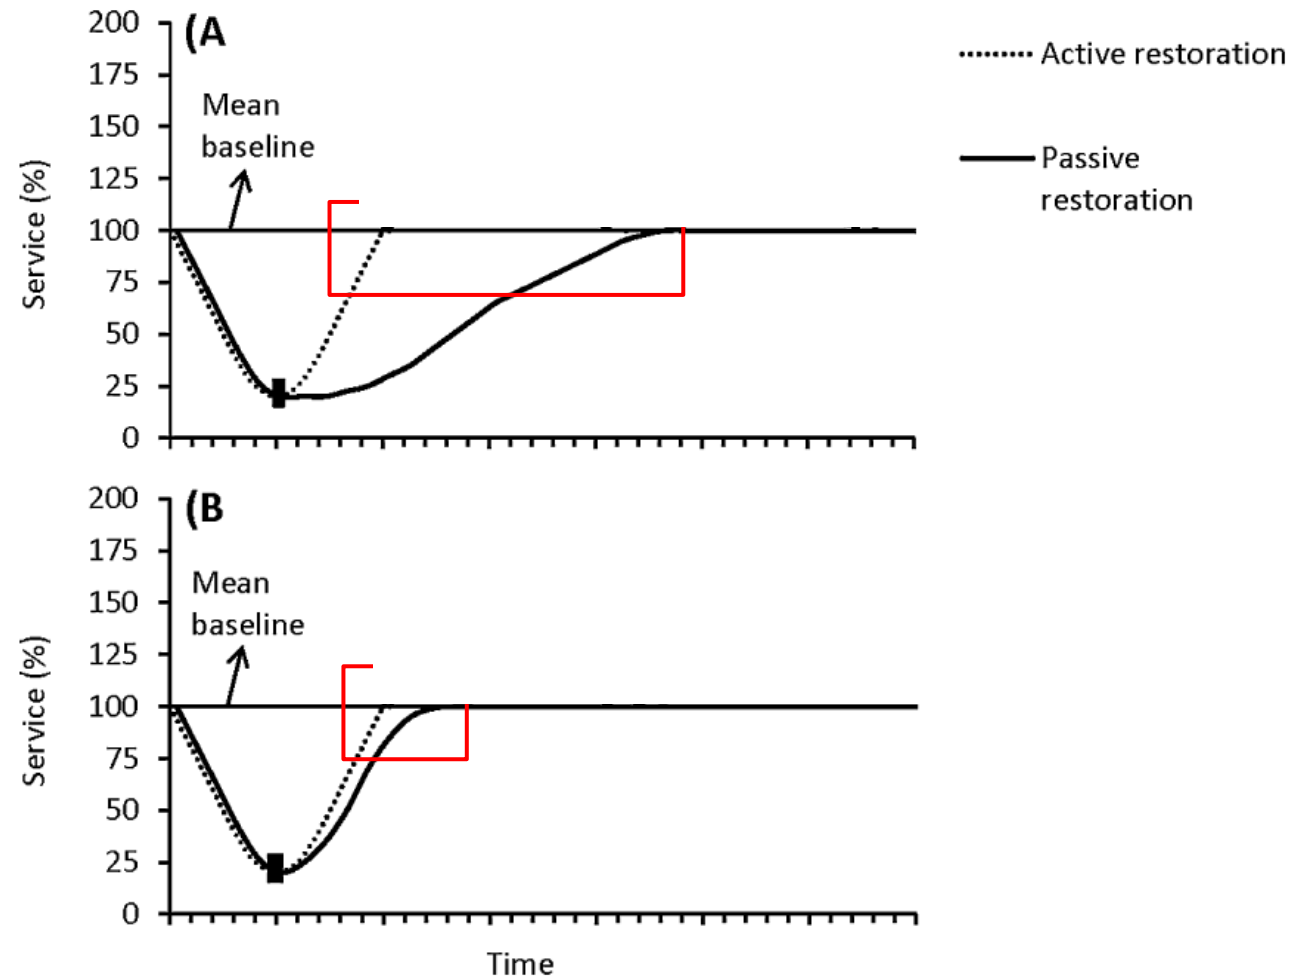 200
(A
175
150
125
100
75
50
25
0
Service (%)
Mean
baseline
Active restoration
Passive
restoration
200
(B
175
150
125
100
75
50
25
0
Service (%)
Mean
baseline
Time